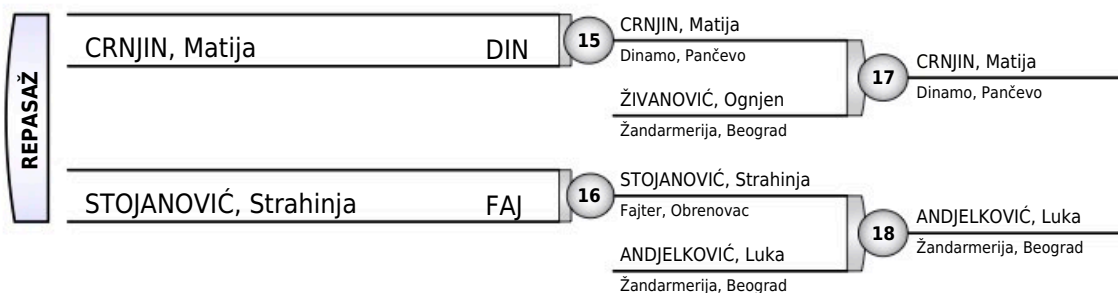 REPASAŽ
CRNJIN, Matija DIN
15
CRNJIN, Matija
Dinamo, Pančevo
ŽIVANOVIĆ, Ognjen
Žandarmerija, Beograd
17
CRNJIN, Matija
Dinamo, Pančevo
STOJANOVIĆ, Strahinja FAJ
16
STOJANOVIĆ, Strahinja
Fajter, Obrenovac
ANDJELKOVIĆ, Luka
Žandarmerija, Beograd
18
ANDJELKOVIĆ, Luka
Žandarmerija, Beograd